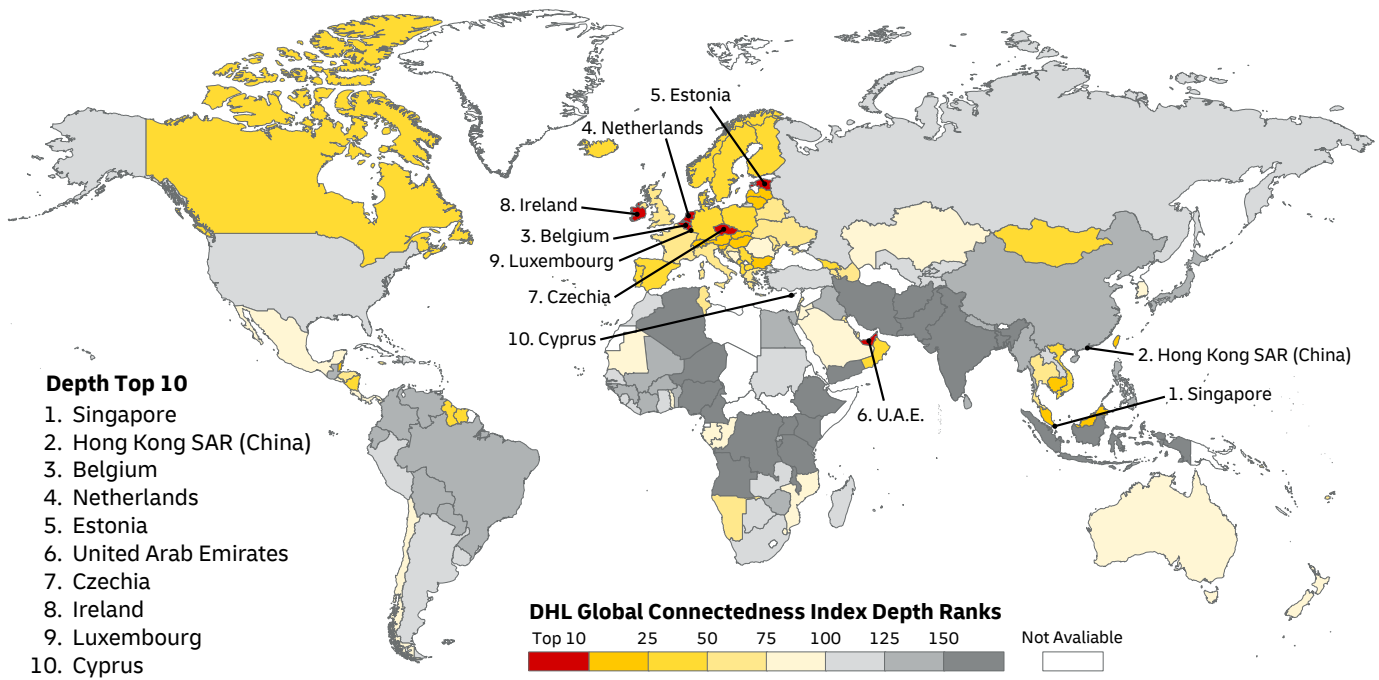 5. Estonia
4. Netherlands
8. Ireland
3. Belgium
9. Luxembourg
7. Czechia
10. Cyprus
2. Hong Kong SAR (China)
1. Singapore
6. U.A.E.
Depth Top 10
1. Singapore
2. Hong Kong SAR (China)
3. Belgium
4. Netherlands
5. Estonia
6. United Arab Emirates
7. Czechia
8. Ireland
9. Luxembourg
10. Cyprus
DHL Global Connectedness Index Depth Ranks
Top 10 25 50 75 100 125 150 Not Avaliable